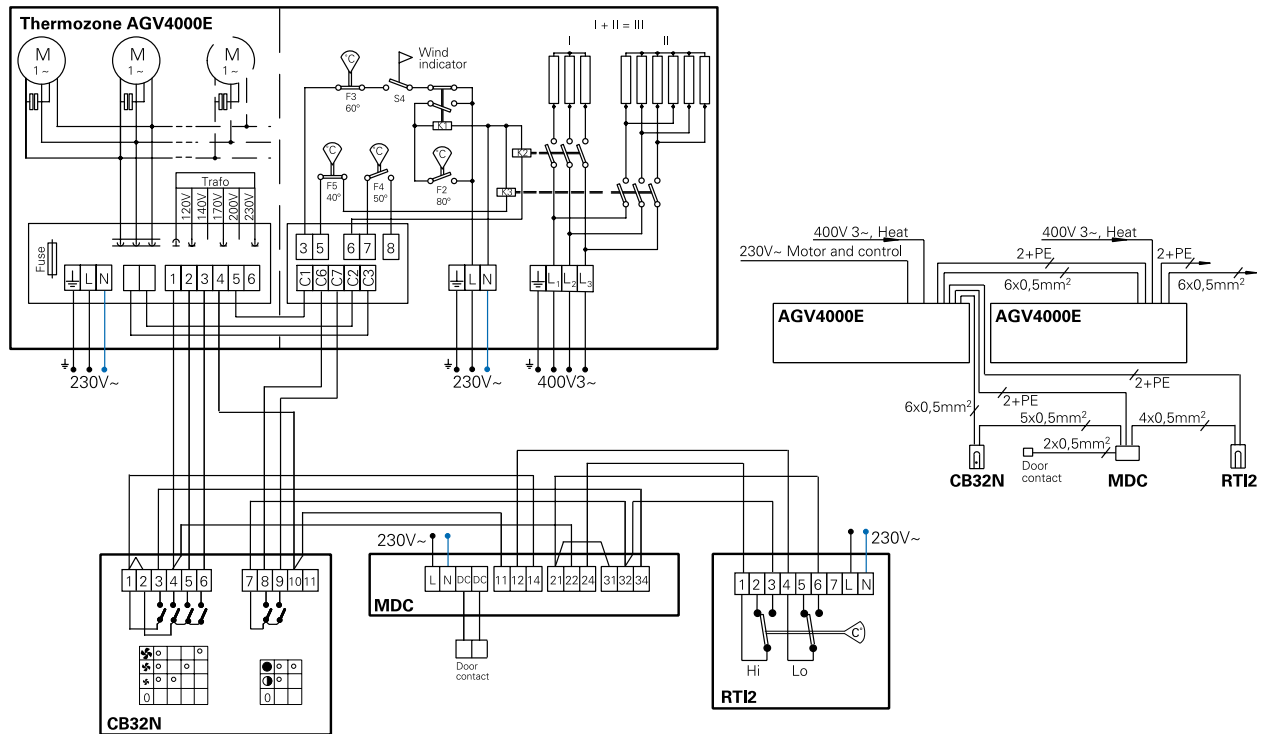 Thermozone AGV4000E
I + II = III
I
II
M
1 ~
M
1 ~
M
1 ~
°C
F3
60°
Wind
indicator
S4
K1
°C
F5
40°
°C
F4
50°
°C
F2
80°
K2
K3
Trafo
120V
140V
170V
200V
230V
Fuse
L N
1 2 3 4 5 6
3 5 6 7 8
C1 C6 C7 C2 C3
L N
L1 L2 L3
230V~
230V~
400V3~
400V 3~, Heat
400V 3~, Heat
230V~ Motor and control
2+PE
2+PE
6x0,5mm²
6x0,5mm²
AGV4000E
AGV4000E
2+PE
6x0,5mm²
2+PE
5x0,5mm²
4x0,5mm²
2x0,5mm²
Door
contact
CB32N
MDC
RTI2
230V~
230V~
1 2 3 4 5 6
7 8 9 10 11
L N DC DC
11 12 14
21 22 24
31 32 34
1 2 3 4 5 6 7 L N
MDC
Door
contact
C°
Hi
Lo
RTI2
0
0
CB32N